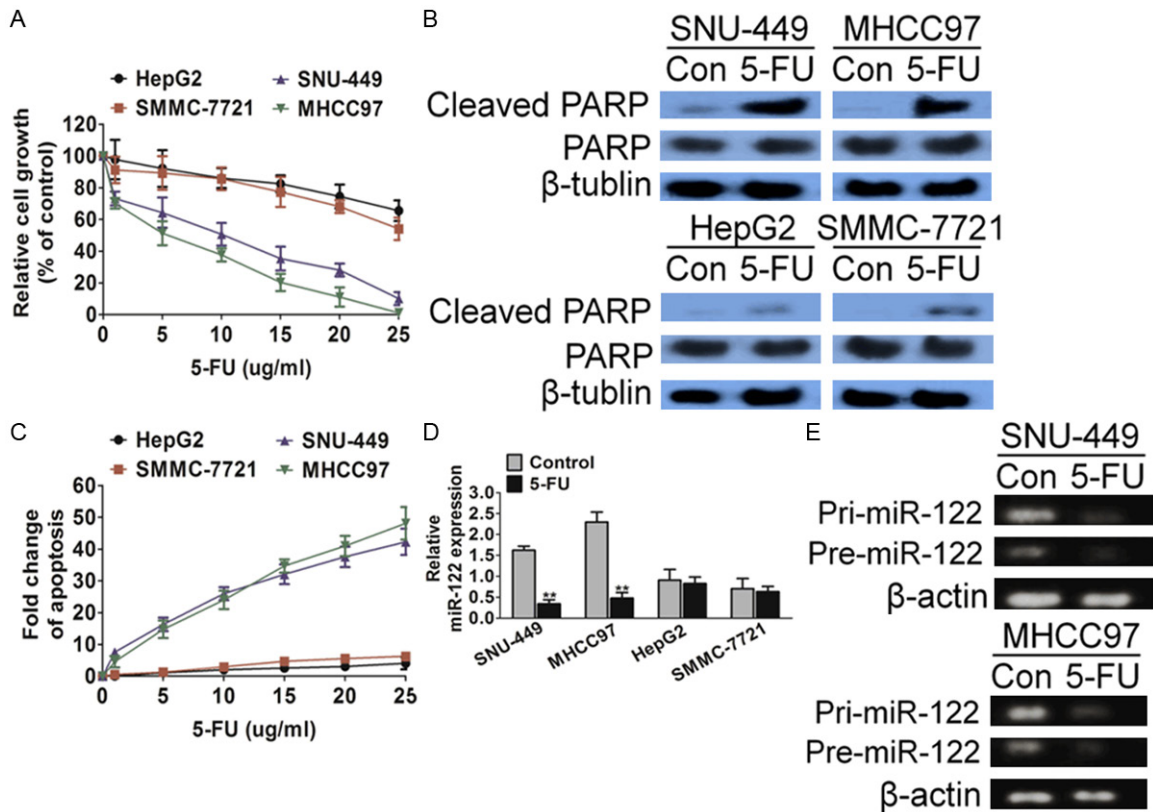 A
HepG2
SNU-449
SMMC-7721
MHCC97
Relative cell growth
(% of control)
120
100
80
60
40
20
0
0 5 10 15 20 25
5-FU (ug/ml)
B
SNU-449 MHCC97
Con 5-FU Con 5-FU
Cleaved PARP
PARP
β-tublin
HepG2 SMMC-7721
Con 5-FU Con 5-FU
Cleaved PARP
PARP
β-tublin
C
HepG2
SNU-449
SMMC-7721
MHCC97
Fold change
of apoptosis
60
50
40
30
20
10
0
0 5 10 15 20 25
5-FU (ug/ml)
D
Control
5-FU
Relative
miR-122 expression
3.0
2.5
2.0
1.5
1.0
0.5
0.0
** **
SNU-449 MHCC97 HepG2 SMMC-7721
E
SNU-449
Con 5-FU
Pri-miR-122
Pre-miR-122
β-actin
MHCC97
Con 5-FU
Pri-miR-122
Pre-miR-122
β-actin